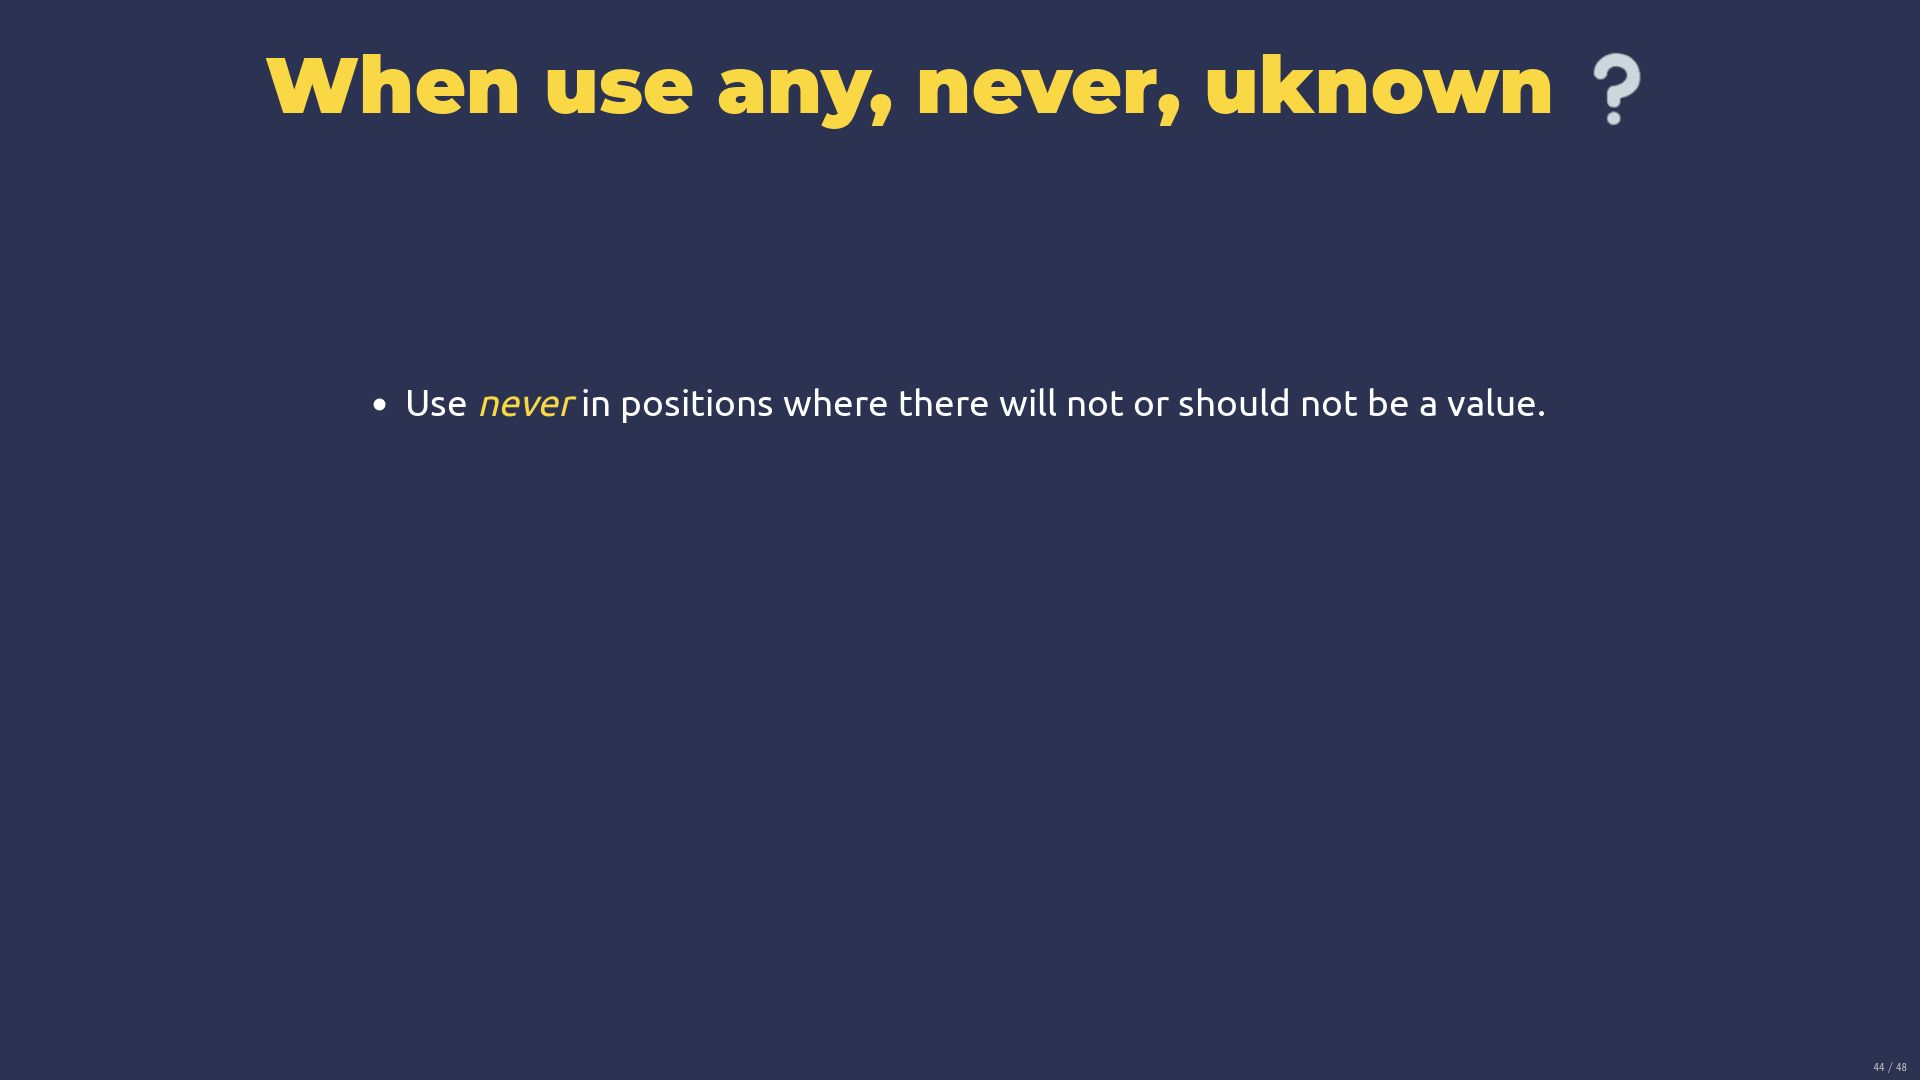 When use any, never, uknown ❔
• Use never in positions where there will not or should not be a value.
44 / 48